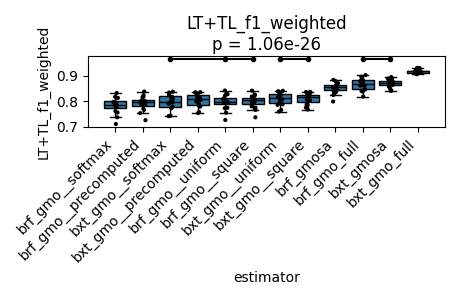 LT+TL_f1_weighted
p = 1.06e-26
LT+TL_f1_weighted
0.9
0.8
0.7
brf_gmo__softmax
brf_gmo__precomputed
bxt_gmo__softmax
bxt_gmo__precomputed
brf_gmo__uniform
brf_gmo__square
bxt_gmo__uniform
bxt_gmo__square
brf_gmosa
brf_gmo_full
bxt_gmosa
bxt_gmo_full
estimator